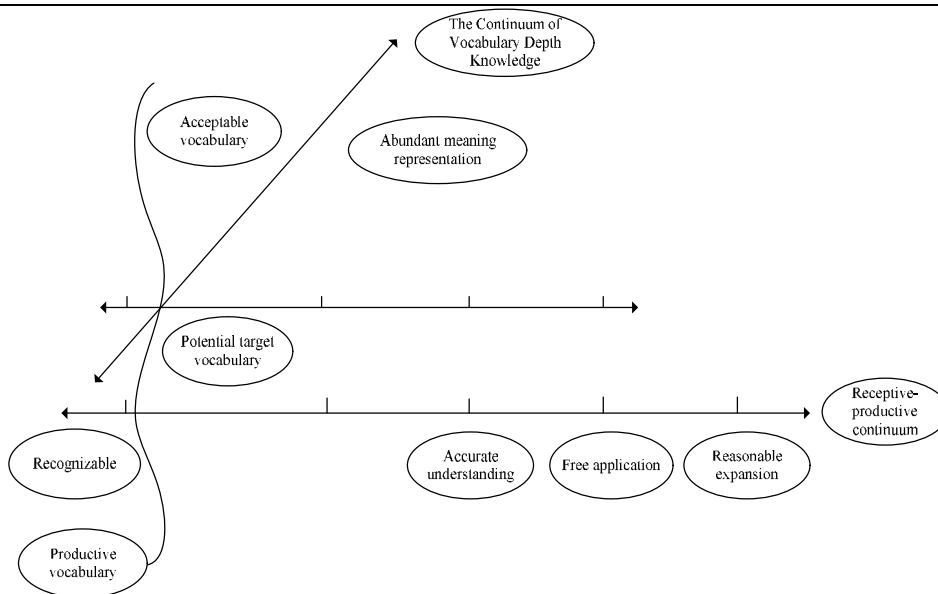 The Continuum of
Vocabulary Depth
Knowledge
Acceptable
vocabulary
Abundant meaning
representation
Potential target
vocabulary
Receptive-
productive
continuum
Recognizable
Accurate
understanding
Free application
Reasonable
expansion
Productive
vocabulary